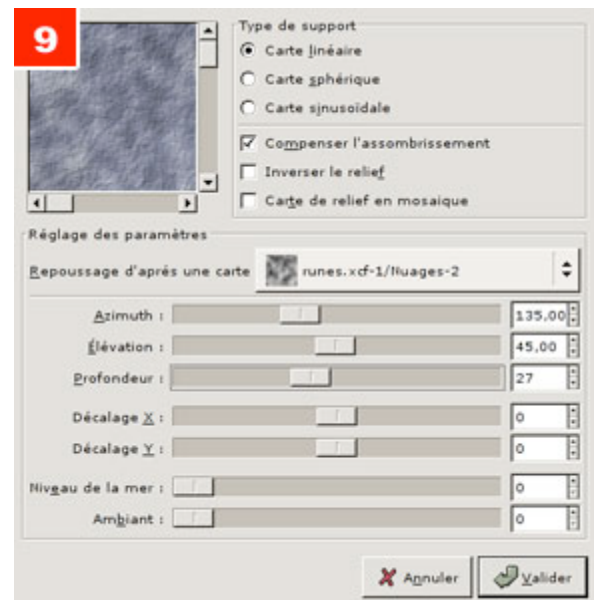 9
Type de support
Carte linéaire
Carte sphérique
Carte sinusoïdale
Compenser l'assombrissement
Inverser le relief
Carte de relief en mosaïque
Réglage des paramètres
Repoussage d'après une carte runes.xcf-1/Nuages-2
Azimuth : 135,00
Élévation : 45,00
Profondeur : 27
Décalage X : 0
Décalage Y : 0
Niveau de la mer : 0
Ambiant : 0
Annuler Valider